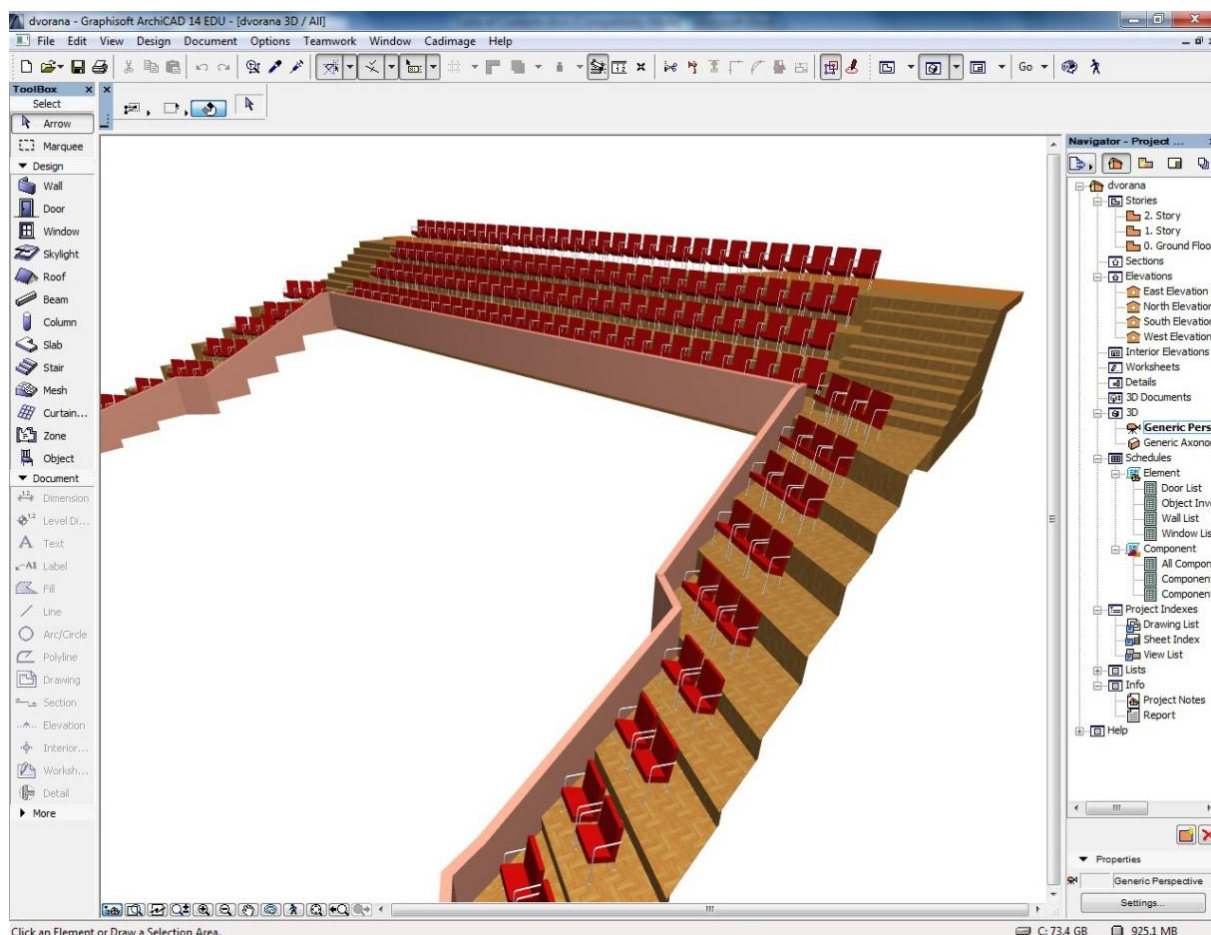 dvorana - Graphisoft ArchiCAD 14 EDU - [dvorana 3D / All]
File Edit View Design Document Options Teamwork Window Cadimage Help
Go
ToolBox
Select
Arrow
Marquee
Design
Wall
Door
Window
Skylight
Roof
Beam
Column
Slab
Stair
Mesh
Curtain...
Zone
Object
Document
Dimension
Level Di...
Text
Label
Fill
Line
Arc/Circle
Polyline
Drawing
Section
Elevation
Interior...
Worksh...
Detail
More
Navigator - Project ...
dvorana
Stories
2. Story
1. Story
0. Ground Floo
Sections
Elevations
East Elevation
North Elevation
South Elevation
West Elevation
Interior Elevations
Worksheets
Details
3D Documents
3D
Generic Pers
Generic Axono
Schedules
Element
Door List
Object Inve
Wall List
Window Lis
Component
All Compon
Component
Component
Project Indexes
Drawing List
Sheet Index
View List
Lists
Info
Project Notes
Report
Help
Properties
Generic Perspective
Settings...
Click an Element or Draw a Selection Area.
C: 73.4 GB 925.1 MB